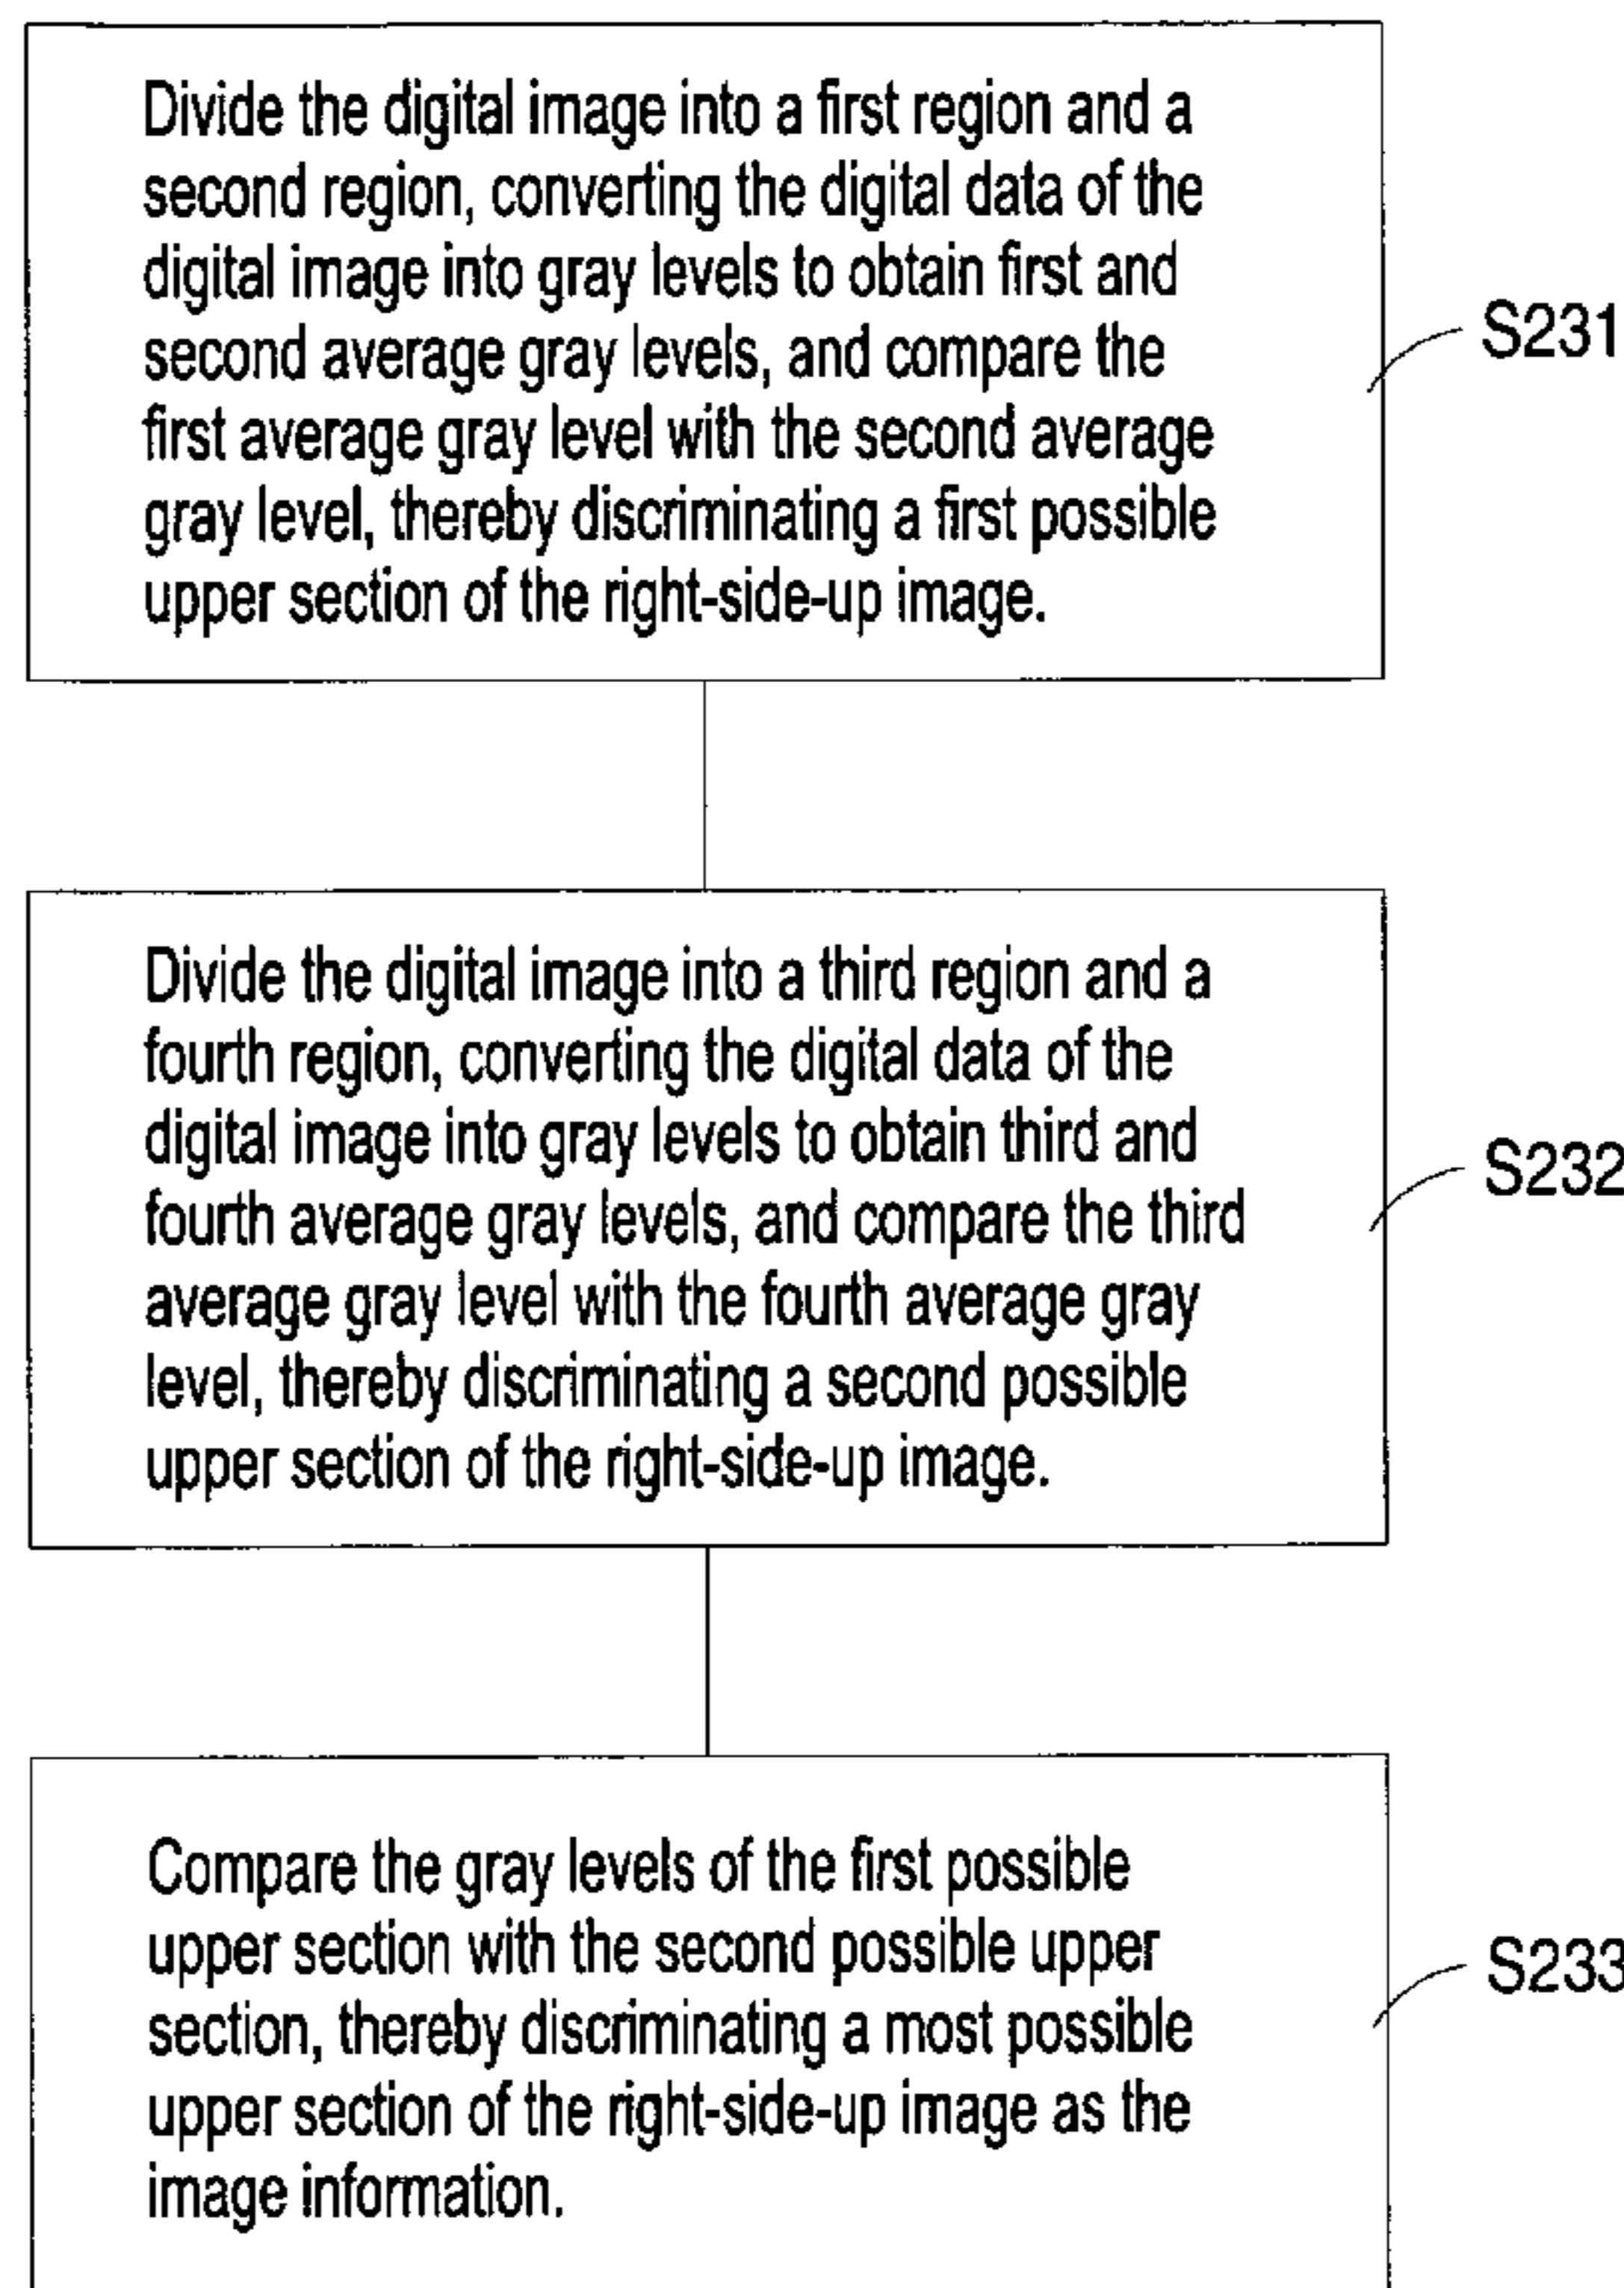 Divide the digital image into a first region and a
second region, converting the digital data of the
digital image into gray levels to obtain first and
second average gray levels, and compare the
first average gray level with the second average
gray level, thereby discriminating a first possible
upper section of the right-side-up image.
S231
Divide the digital image into a third region and a
fourth region, converting the digital data of the
digital image into gray levels to obtain third and
fourth average gray levels, and compare the third
average gray level with the fourth average gray
level, thereby discriminating a second possible
upper section of the right-side-up image.
S232
Compare the gray levels of the first possible
upper section with the second possible upper
section, thereby discriminating a most possible
upper section of the right-side-up image as the
image information.
S233